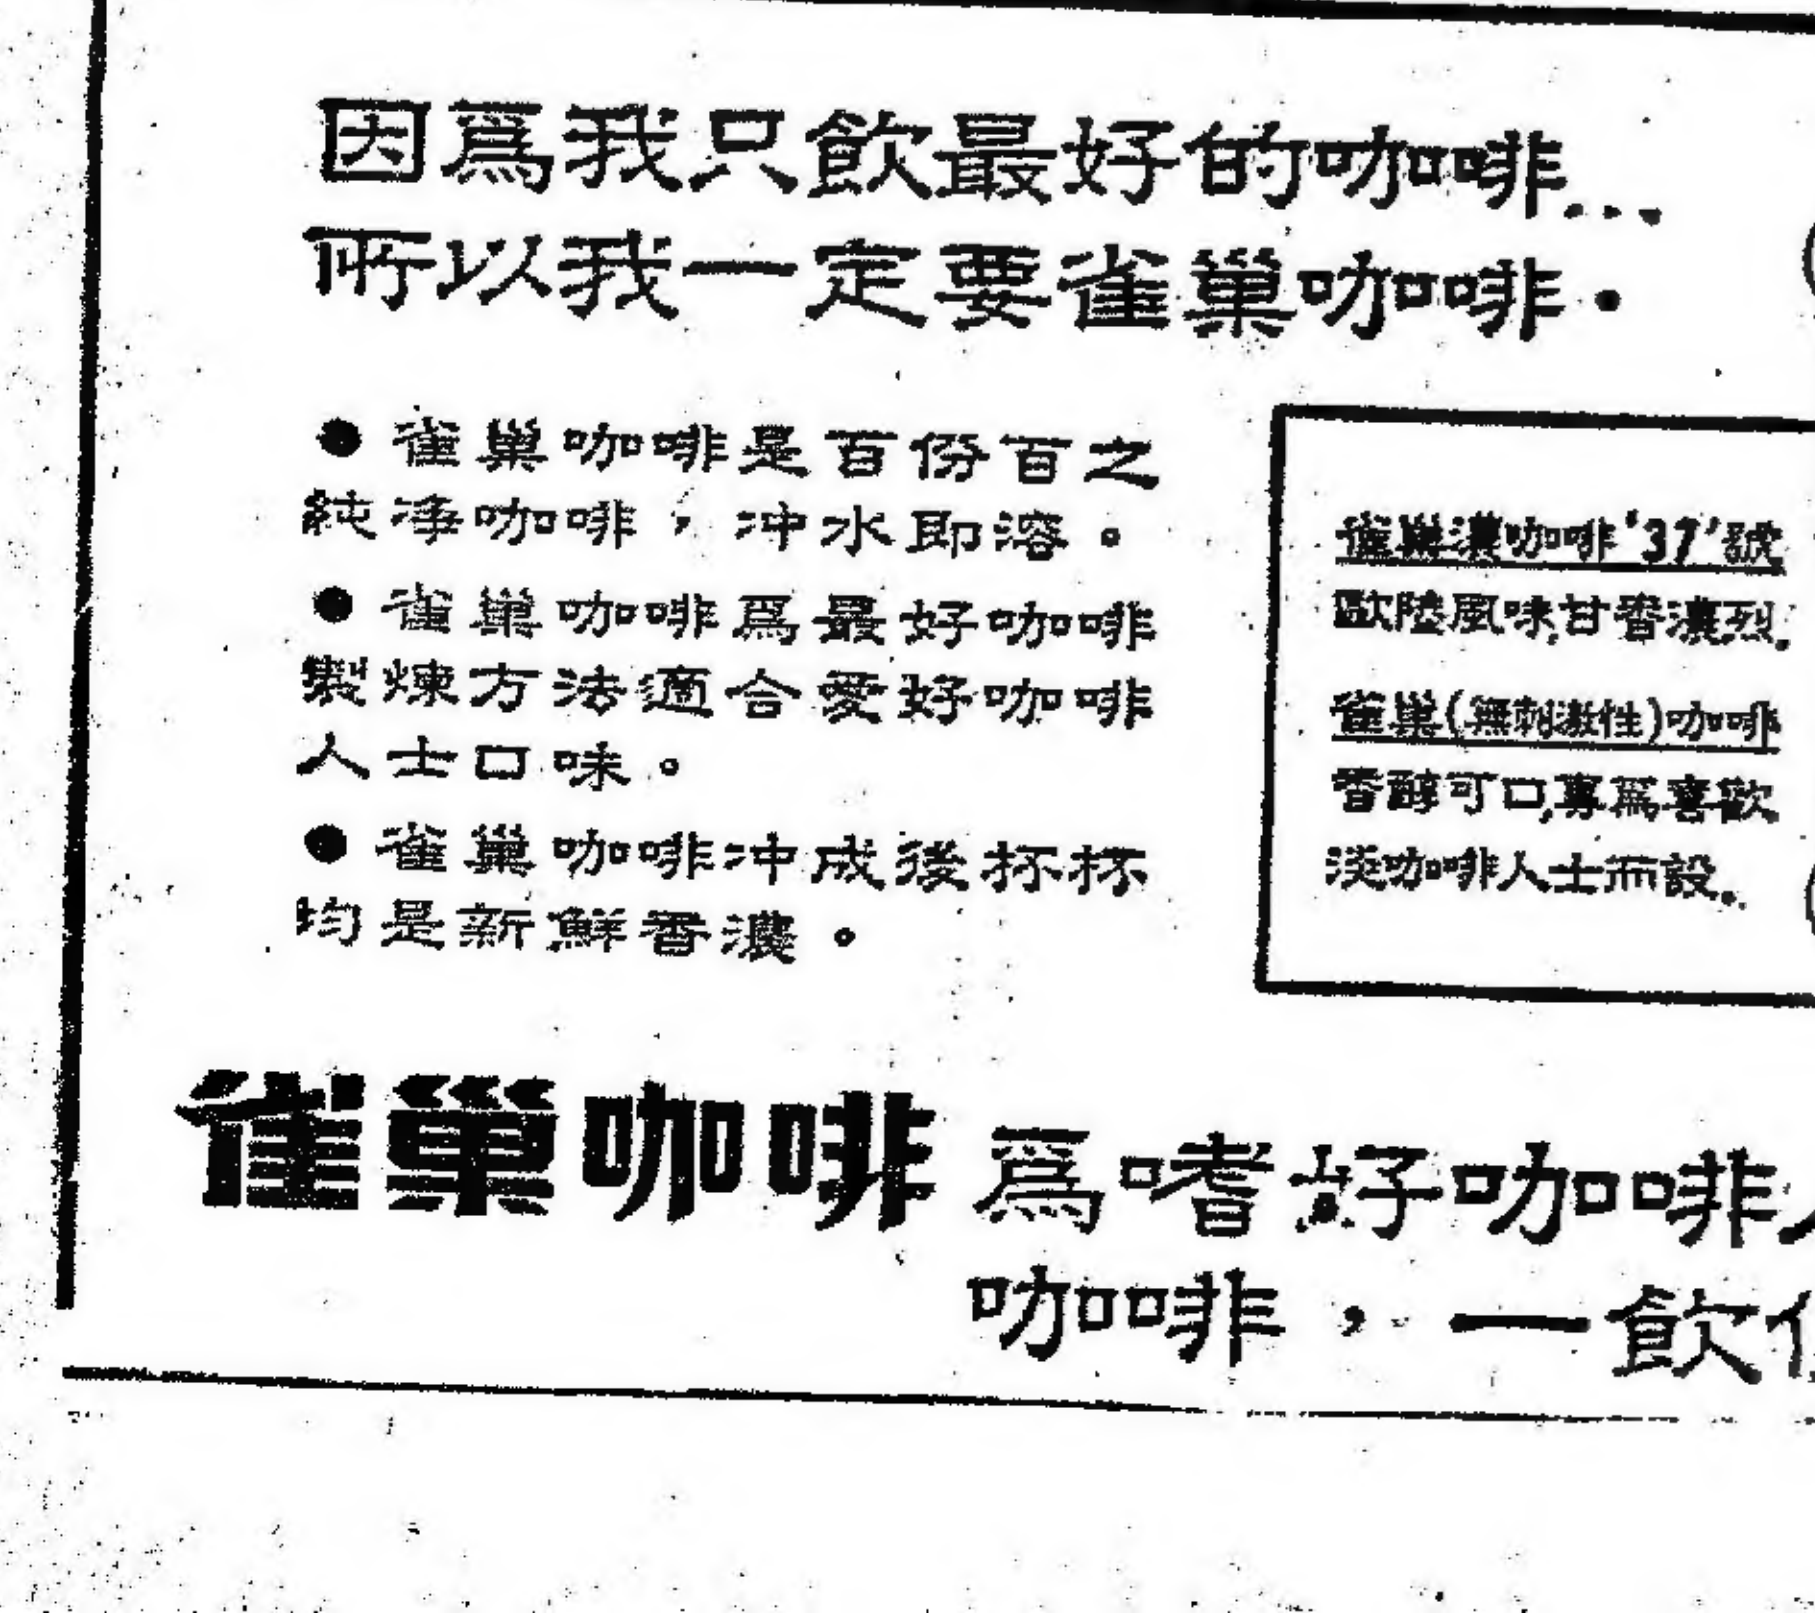 因爲我只飲最好的咖啡...
所以我一定要雀巢咖啡．
●雀巢咖啡是百份百之
純淨咖啡，冲水即溶。
●雀巢咖啡爲最好咖啡
製煉方法適合愛好咖啡
人士口味。
●雀巢咖啡冲成後杯杯
均是新鮮香濃。
雀巢濃咖啡‘37’號
歐陸風味,甘香濃烈.
雀巢(無刺激性)咖啡
香醇可口,專爲喜歡
淡咖啡人士而設.
雀巢咖啡 爲嗜好咖啡
咖啡，一飲